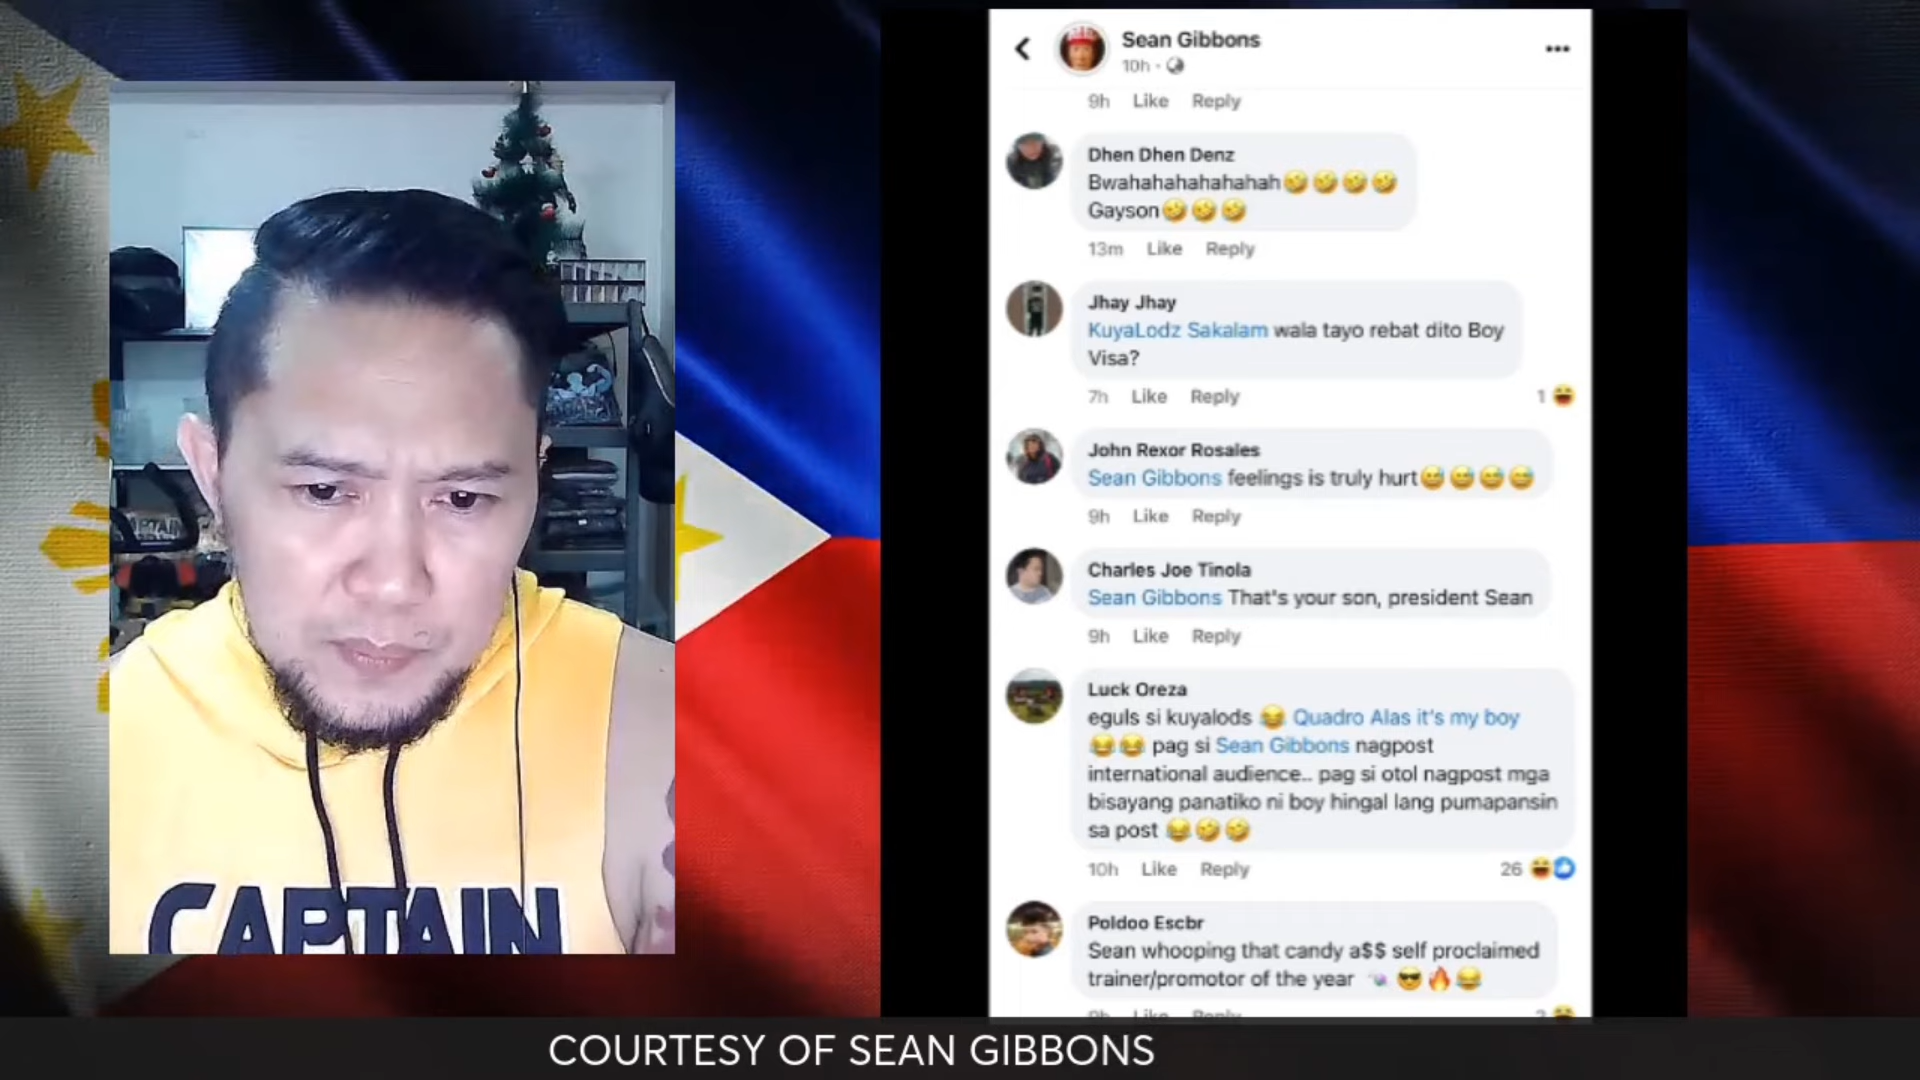 Sean Gibbons
10h
9h Like Reply
Dhen Dhen Denz
Bwahahahahahahah🤣🤣🤣🤣
Gayson🤣🤣🤣
13m Like Reply
Jhay Jhay
KuyaLodz Sakalam wala tayo rebat dito Boy
Visa?
7h Like Reply 1
John Rexor Rosales
Sean Gibbons feelings is truly hurt😅😅😅😅
9h Like Reply
Charles Joe Tinola
Sean Gibbons That's your son, president Sean
9h Like Reply
Luck Oreza
eguls si kuyalods 😂 Quadro Alas it's my boy
😂😂 pag si Sean Gibbons nagpost
international audience.. pag si otol nagpost mga
bisayang panatiko ni boy hingal lang pumapansin
sa post 😂🤣🤣
10h Like Reply 26
Poldoo Escbr
Sean whooping that candy a$$ self proclaimed
trainer/promotor of the year 🍬😎🔥😂
9h Like Reply
CAPTAIN
COURTESY OF SEAN GIBBONS